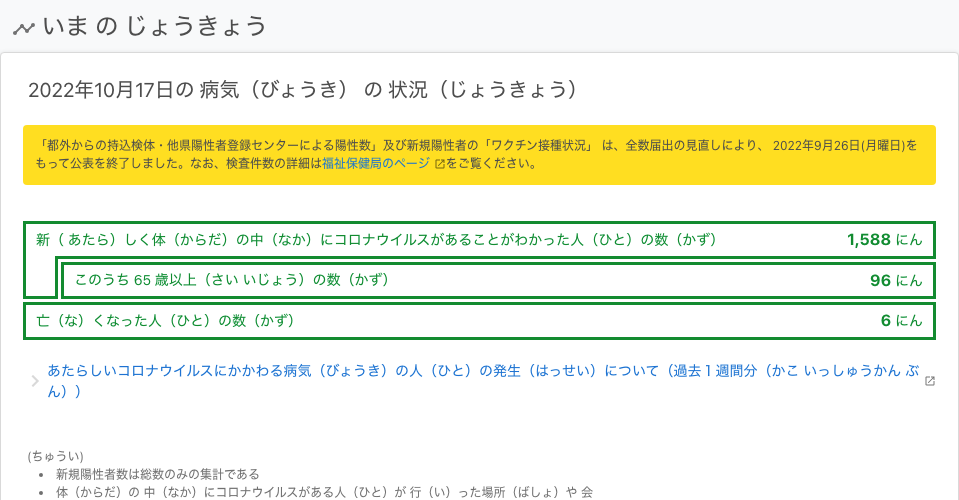 いま の じょうきょう
2022年10月17日の 病気（びょうき） の 状況（じょうきょう）
「都外からの持込検体・他県陽性者登録センターによる陽性数」及び新規陽性者の「ワクチン接種状況」 は、全数届出の見直しにより、 2022年9月26日(月曜日)を
もって公表を終了しました。なお、検査件数の詳細は福祉保健局のページ をご覧ください。
新（ あたら）しく体（からだ）の中（なか）にコロナウイルスがあることがわかった人（ひと）の数（かず） 1,588 にん
このうち 65 歳以上（さい いじょう）の数（かず） 96 にん
亡（な）くなった人（ひと）の数（かず） 6 にん
あたらしいコロナウイルスにかかわる病気（びょうき）の人（ひと）の発生（はっせい）について（過去１週間分（かこ いっしゅうかん ぶ
ん））
(ちゅうい)
• 新規陽性者数は総数のみの集計である
• 体（からだ）の 中（なか）にコロナウイルスがある人（ひと）が 行（い）った場所（ばしょ）や 会